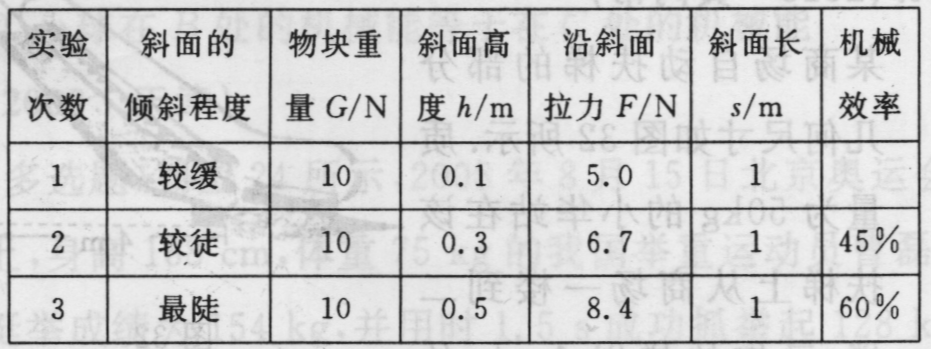 实验 斜面的 物块重 斜面高 沿斜面 斜面长 机械
次数 倾斜程度 量 G/N 度 h/m 拉力 F/N s/m 效率
1 较缓 10 0.1 5.0 1
2 较徒 10 0.3 6.7 1 45%
3 最陡 10 0.5 8.4 1 60%